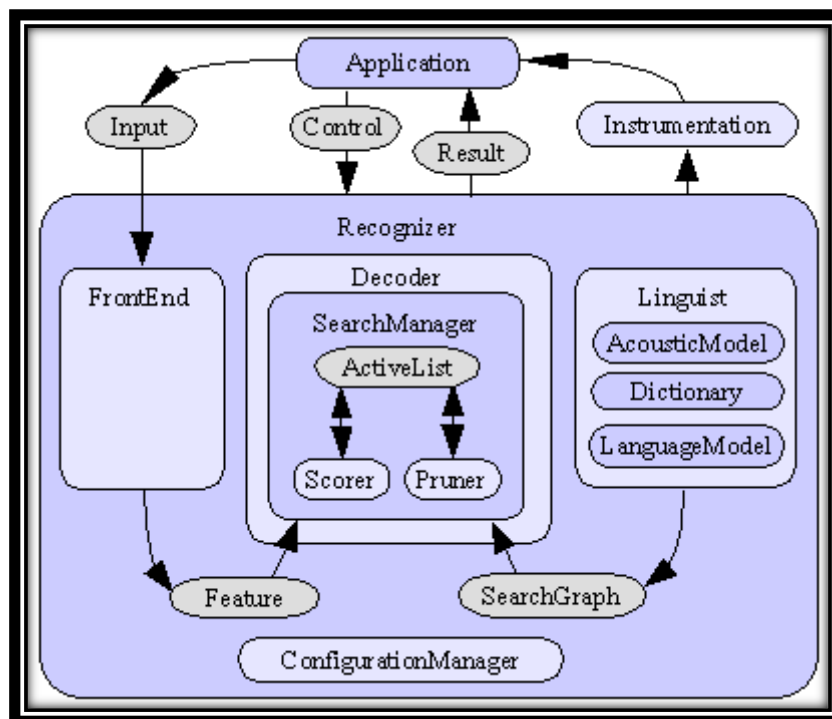 Application
Input
Control
Result
Instrumentation
Recognizer
FrontEnd
Decoder
SearchManager
ActiveList
Scorer
Pruner
Linguist
AcousticModel
Dictionary
LanguageModel
Feature
SearchGraph
ConfigurationManager